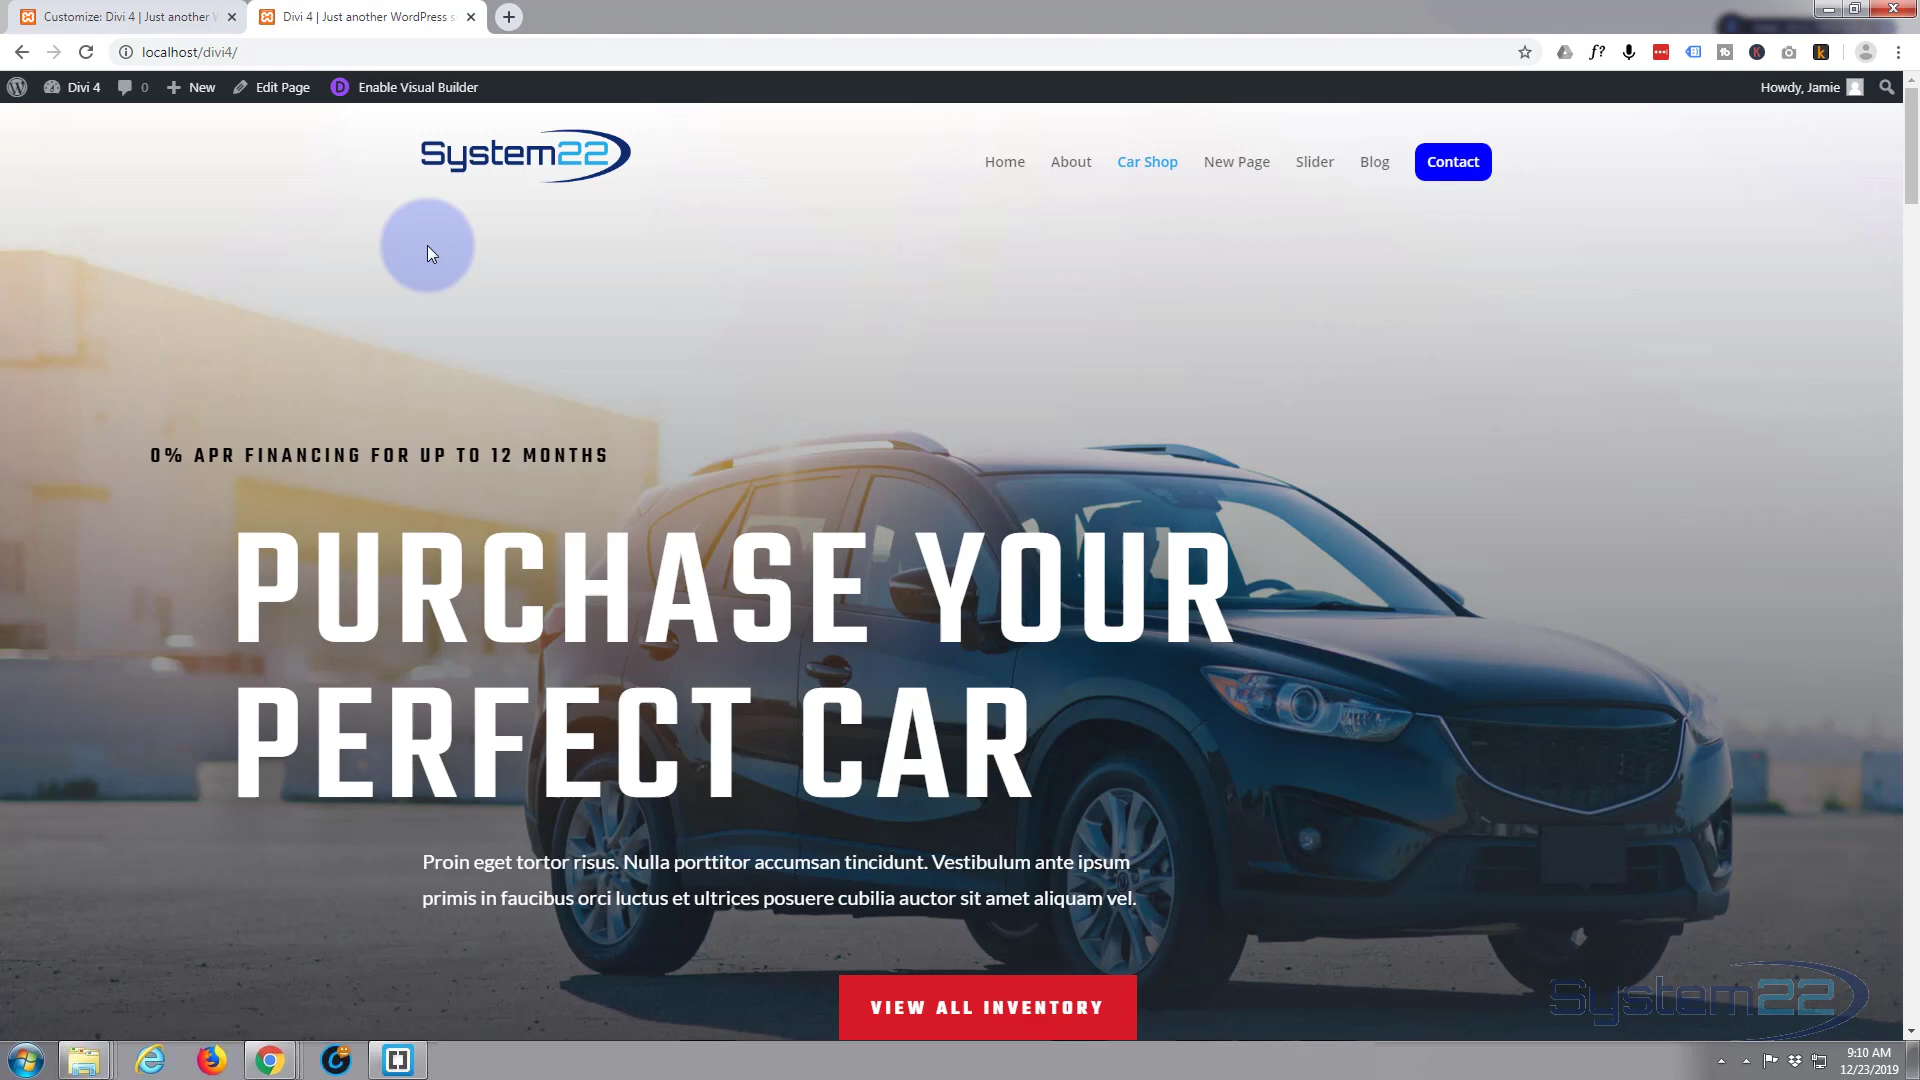 Customize: Divi 4 | Just another W
Divi 4 | Just another WordPress s
localhost/divi4/
Divi 4
0
New
Edit Page
Enable Visual Builder
Howdy, Jamie
System22
Home
About
Car Shop
New Page
Slider
Blog
Contact
0% APR FINANCING FOR UP TO 12 MONTHS
PURCHASE YOUR
PERFECT CAR
Proin eget tortor risus. Nulla porttitor accumsan tincidunt. Vestibulum ante ipsum
primis in faucibus orci luctus et ultrices posuere cubilia auctor sit amet aliquam vel.
VIEW ALL INVENTORY
System22
9:10 AM
12/23/2019